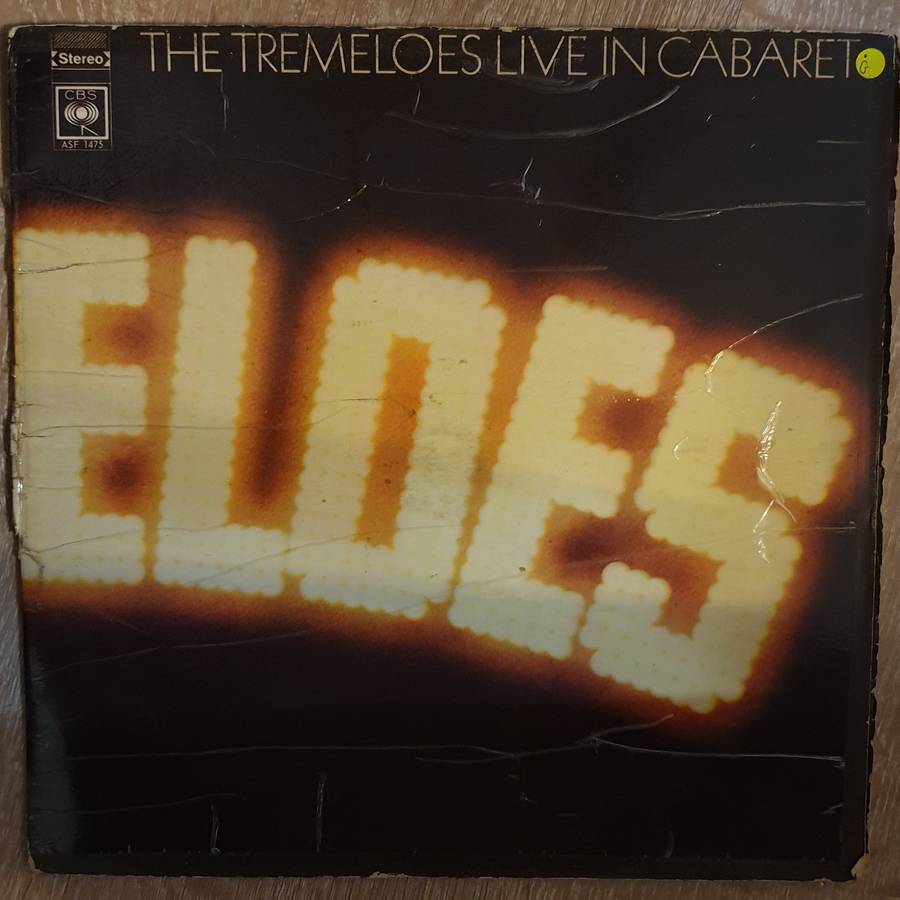 THE TREMELOES LIVE IN CABARET
Stereo
CBS
ASF 1475
G.
ELOES